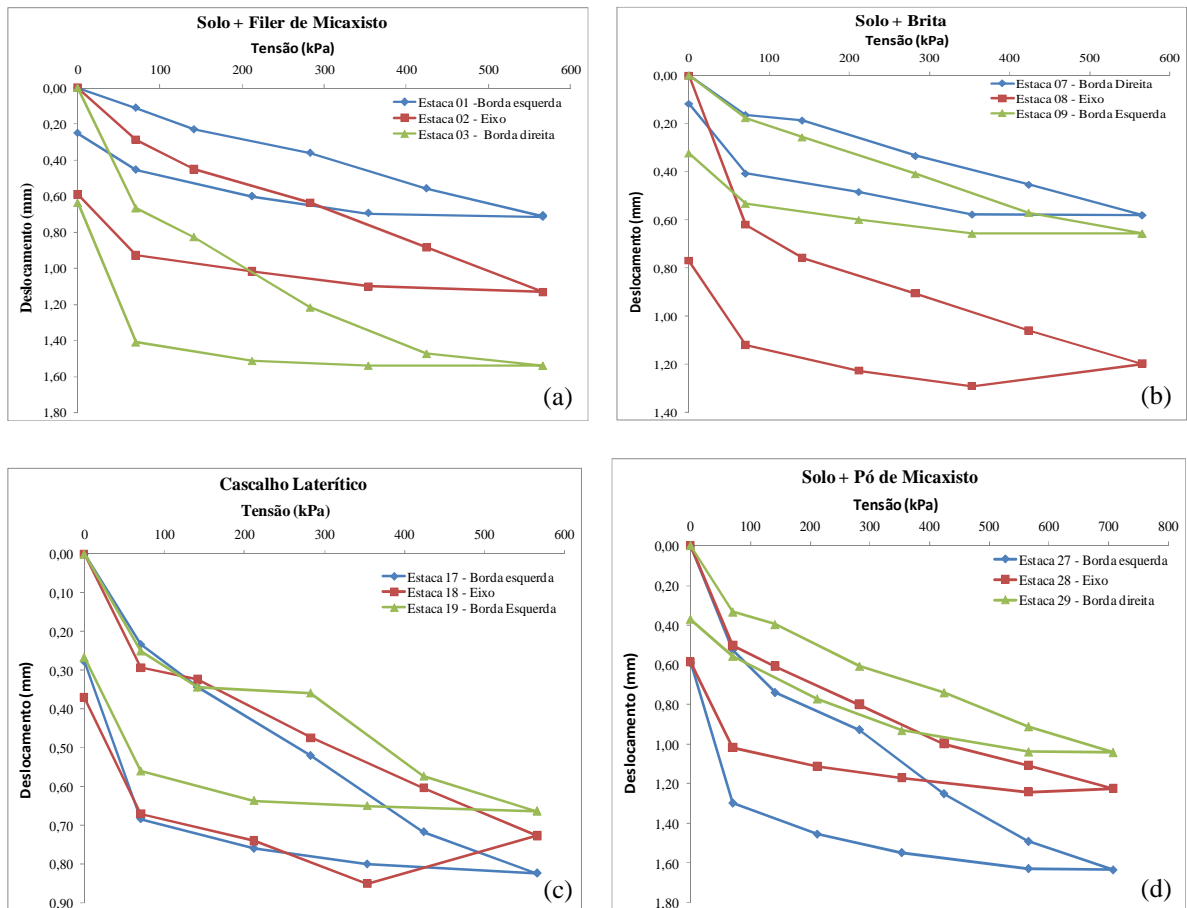 Solo + Filer de Micaxisto
Tensão (kPa)
0 100 200 300 400 500 600
0,00
0,20
0,40
0,60
0,80
1,00
1,20
1,40
1,60
1,80
Deslocamento (mm)
Estaca 01 -Borda esquerda
Estaca 02 - Eixo
Estaca 03 - Borda direita
(a)
Solo + Brita
Tensão (kPa)
0 100 200 300 400 500 600
0,00
0,20
0,40
0,60
0,80
1,00
1,20
1,40
Deslocamento (mm)
Estaca 07 - Borda Direita
Estaca 08 - Eixo
Estaca 09 - Borda Esquerda
(b)
Cascalho Laterítico
Tensão (kPa)
0 100 200 300 400 500 600
0,00
0,10
0,20
0,30
0,40
0,50
0,60
0,70
0,80
0,90
Deslocamento (mm)
Estaca 17 - Borda esquerda
Estaca 18 - Eixo
Estaca 19 - Borda Esquerda
(c)
Solo + Pó de Micaxisto
Tensão (kPa)
0 100 200 300 400 500 600 700 800
0,00
0,20
0,40
0,60
0,80
1,00
1,20
1,40
1,60
1,80
Deslocamento (mm)
Estaca 27 - Borda esquerda
Estaca 28 - Eixo
Estaca 29 - Borda direita
(d)